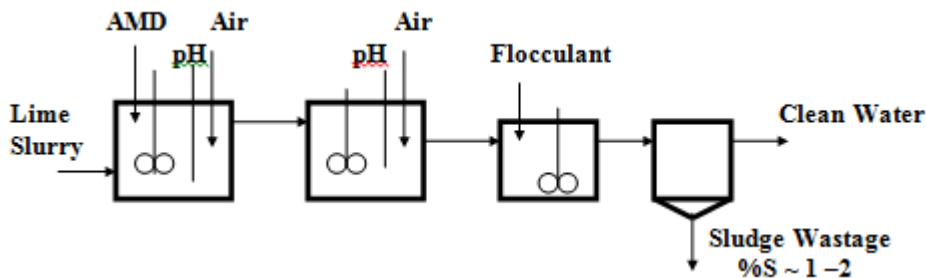 AMD
Air
pH
Air
pH
Flocculant
Lime
Slurry
Clean Water
Sludge Wastage
%S ~ 1 –2